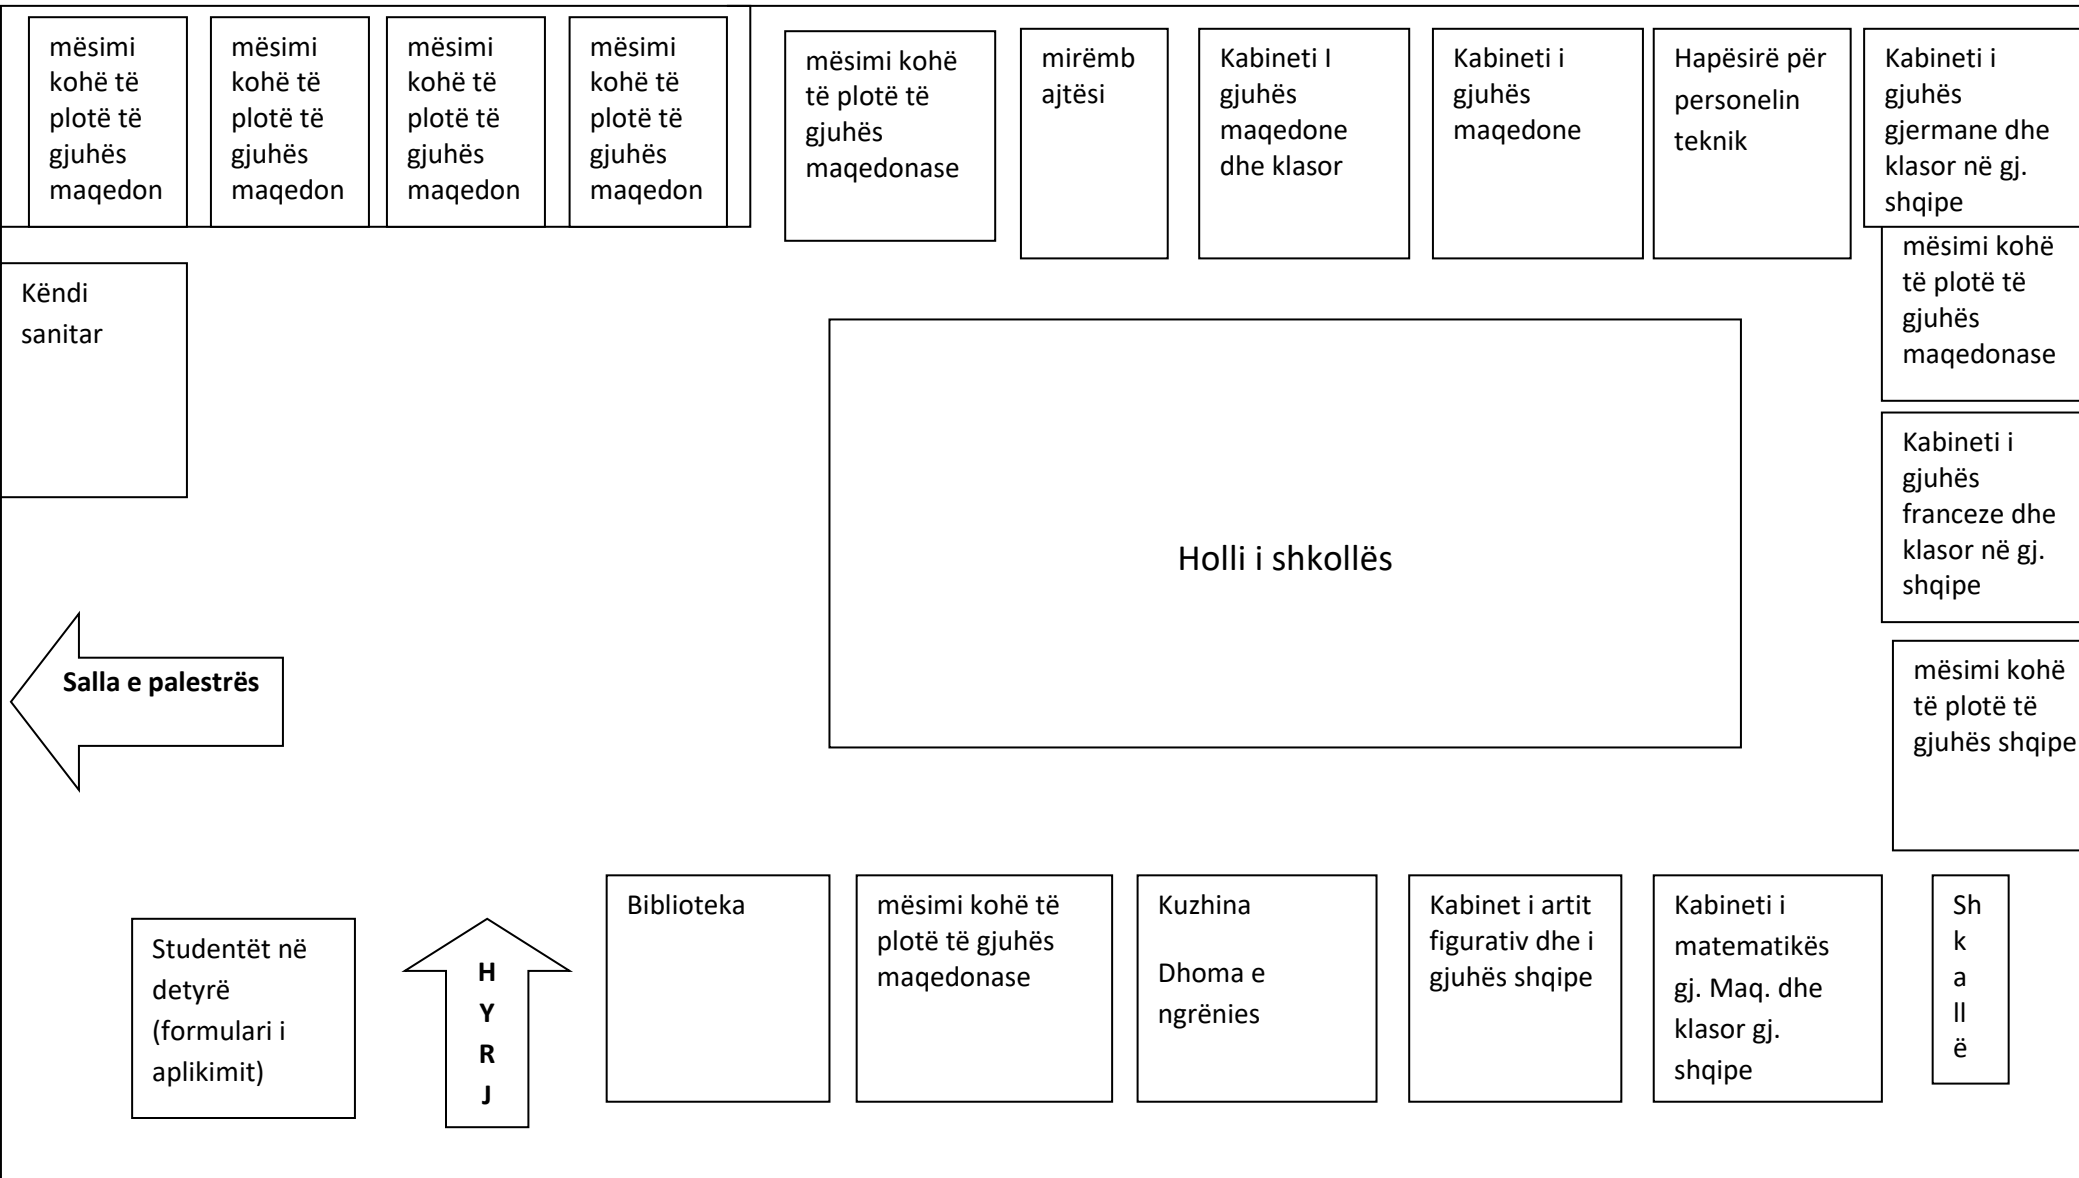 mësimi
kohë të
plotë të
gjuhës
maqedon
mësimi
kohë të
plotë të
gjuhës
maqedon
mësimi
kohë të
plotë të
gjuhës
maqedon
mësimi
kohë të
plotë të
gjuhës
maqedon
mësimi kohë
të plotë të
gjuhës
maqedonase
mirëmb
ajtësi
Kabineti I
gjuhës
maqedone
dhe klasor
Kabineti i
gjuhës
maqedone
Hapësirë për
personelin
teknik
Kabineti i
gjuhës
gjermane dhe
klasor në gj.
shqipe
mësimi kohë
të plotë të
gjuhës
maqedonase
Këndi
sanitar
Kabineti i
gjuhës
franceze dhe
klasor në gj.
shqipe
Holli i shkollës
Salla e palestrës
mësimi kohë
të plotë të
gjuhës shqipe
Studentët në
detyrë
(formulari i
aplikimit)
H
Y
R
J
Biblioteka
mësimi kohë të
plotë të gjuhës
maqedonase
Kuzhina
Dhoma e
ngrënies
Kabinet i artit
figurativ dhe i
gjuhës shqipe
Kabineti i
matematikës
gj. Maq. dhe
klasor gj.
shqipe
Sh
k
a
ll
ë